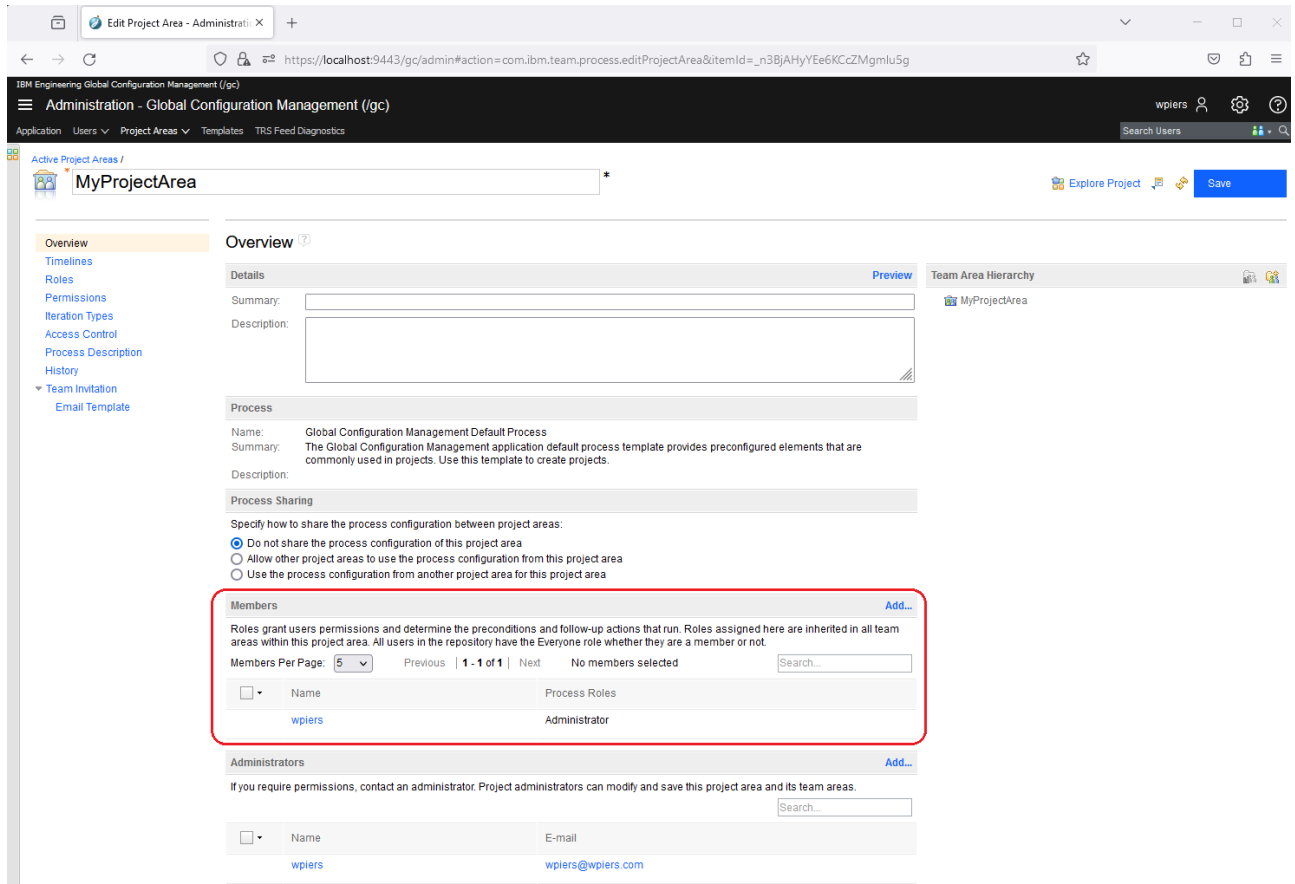 Edit Project Area - Administratic
https://localhost:9443/gc/admin#action=com.ibm.team.process.editProjectArea&itemId=_n3BjAHyYEe6KCcZMgmlu5g
IBM Engineering Global Configuration Management (/gc)
Administration - Global Configuration Management (/gc)
wpiers
Application Users Project Areas Templates TRS Feed Diagnostics
Search Users
Active Project Areas /
* MyProjectArea *
Explore Project
Save
Overview
Timelines
Roles
Permissions
Iteration Types
Access Control
Process Description
History
Team Invitation
Email Template
Overview
Details Preview
Summary:
Description:
Process
Name: Global Configuration Management Default Process
Summary: The Global Configuration Management application default process template provides preconfigured elements that are
commonly used in projects. Use this template to create projects.
Description:
Process Sharing
Specify how to share the process configuration between project areas:
Do not share the process configuration of this project area
Allow other project areas to use the process configuration from this project area
Use the process configuration from another project area for this project area
Members Add...
Roles grant users permissions and determine the preconditions and follow-up actions that run. Roles assigned here are inherited in all team
areas within this project area. All users in the repository have the Everyone role whether they are a member or not.
Members Per Page: 5 Previous | 1 - 1 of 1 | Next No members selected Search...
Name Process Roles
wpiers Administrator
Administrators Add...
If you require permissions, contact an administrator. Project administrators can modify and save this project area and its team areas.
Search...
Name E-mail
wpiers wpiers@wpiers.com
Team Area Hierarchy
MyProjectArea